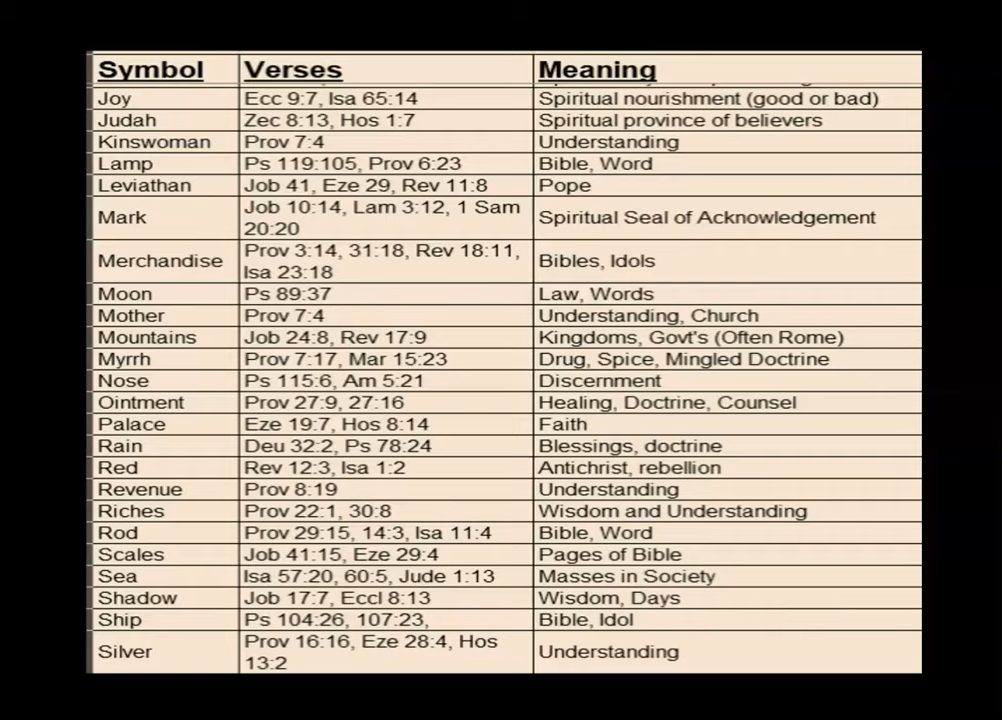 Symbol Verses Meaning
Joy Ecc 9:7, Isa 65:14 Spiritual nourishment (good or bad)
Judah Zec 8:13, Hos 1:7 Spiritual province of believers
Kinswoman Prov 7:4 Understanding
Lamp Ps 119:105, Prov 6:23 Bible, Word
Leviathan Job 41, Eze 29, Rev 11:8 Pope
Mark Job 10:14, Lam 3:12, 1 Sam
20:20 Spiritual Seal of Acknowledgement
Merchandise Prov 3:14, 31:18, Rev 18:11,
Isa 23:18 Bibles, Idols
Moon Ps 89:37 Law, Words
Mother Prov 7:4 Understanding, Church
Mountains Job 24:8, Rev 17:9 Kingdoms, Govt's (Often Rome)
Myrrh Prov 7:17, Mar 15:23 Drug, Spice, Mingled Doctrine
Nose Ps 115:6, Am 5:21 Discernment
Ointment Prov 27:9, 27:16 Healing, Doctrine, Counsel
Palace Eze 19:7, Hos 8:14 Faith
Rain Deu 32:2, Ps 78:24 Blessings, doctrine
Red Rev 12:3, Isa 1:2 Antichrist, rebellion
Revenue Prov 8:19 Understanding
Riches Prov 22:1, 30:8 Wisdom and Understanding
Rod Prov 29:15, 14:3, Isa 11:4 Bible, Word
Scales Job 41:15, Eze 29:4 Pages of Bible
Sea Isa 57:20, 60:5, Jude 1:13 Masses in Society
Shadow Job 17:7, Eccl 8:13 Wisdom, Days
Ship Ps 104:26, 107:23, Bible, Idol
Silver Prov 16:16, Eze 28:4, Hos
13:2 Understanding